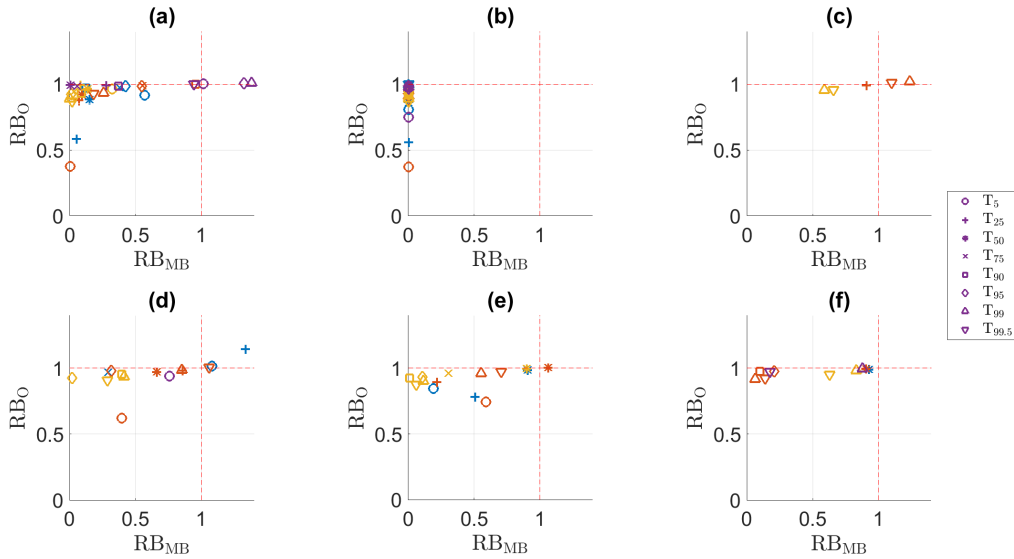 (a)
(b)
(c)
1
0.5
0
RB_O
0 0.5 1
RB_MB
1
0.5
0
RB_O
0 0.5 1
RB_MB
1
0.5
0
RB_O
0 0.5 1
RB_MB
T_5
T_25
T_50
T_75
T_90
T_95
T_99
T_99.5
(d)
(e)
(f)
1
0.5
0
RB_O
0 0.5 1
RB_MB
1
0.5
0
RB_O
0 0.5 1
RB_MB
1
0.5
0
RB_O
0 0.5 1
RB_MB